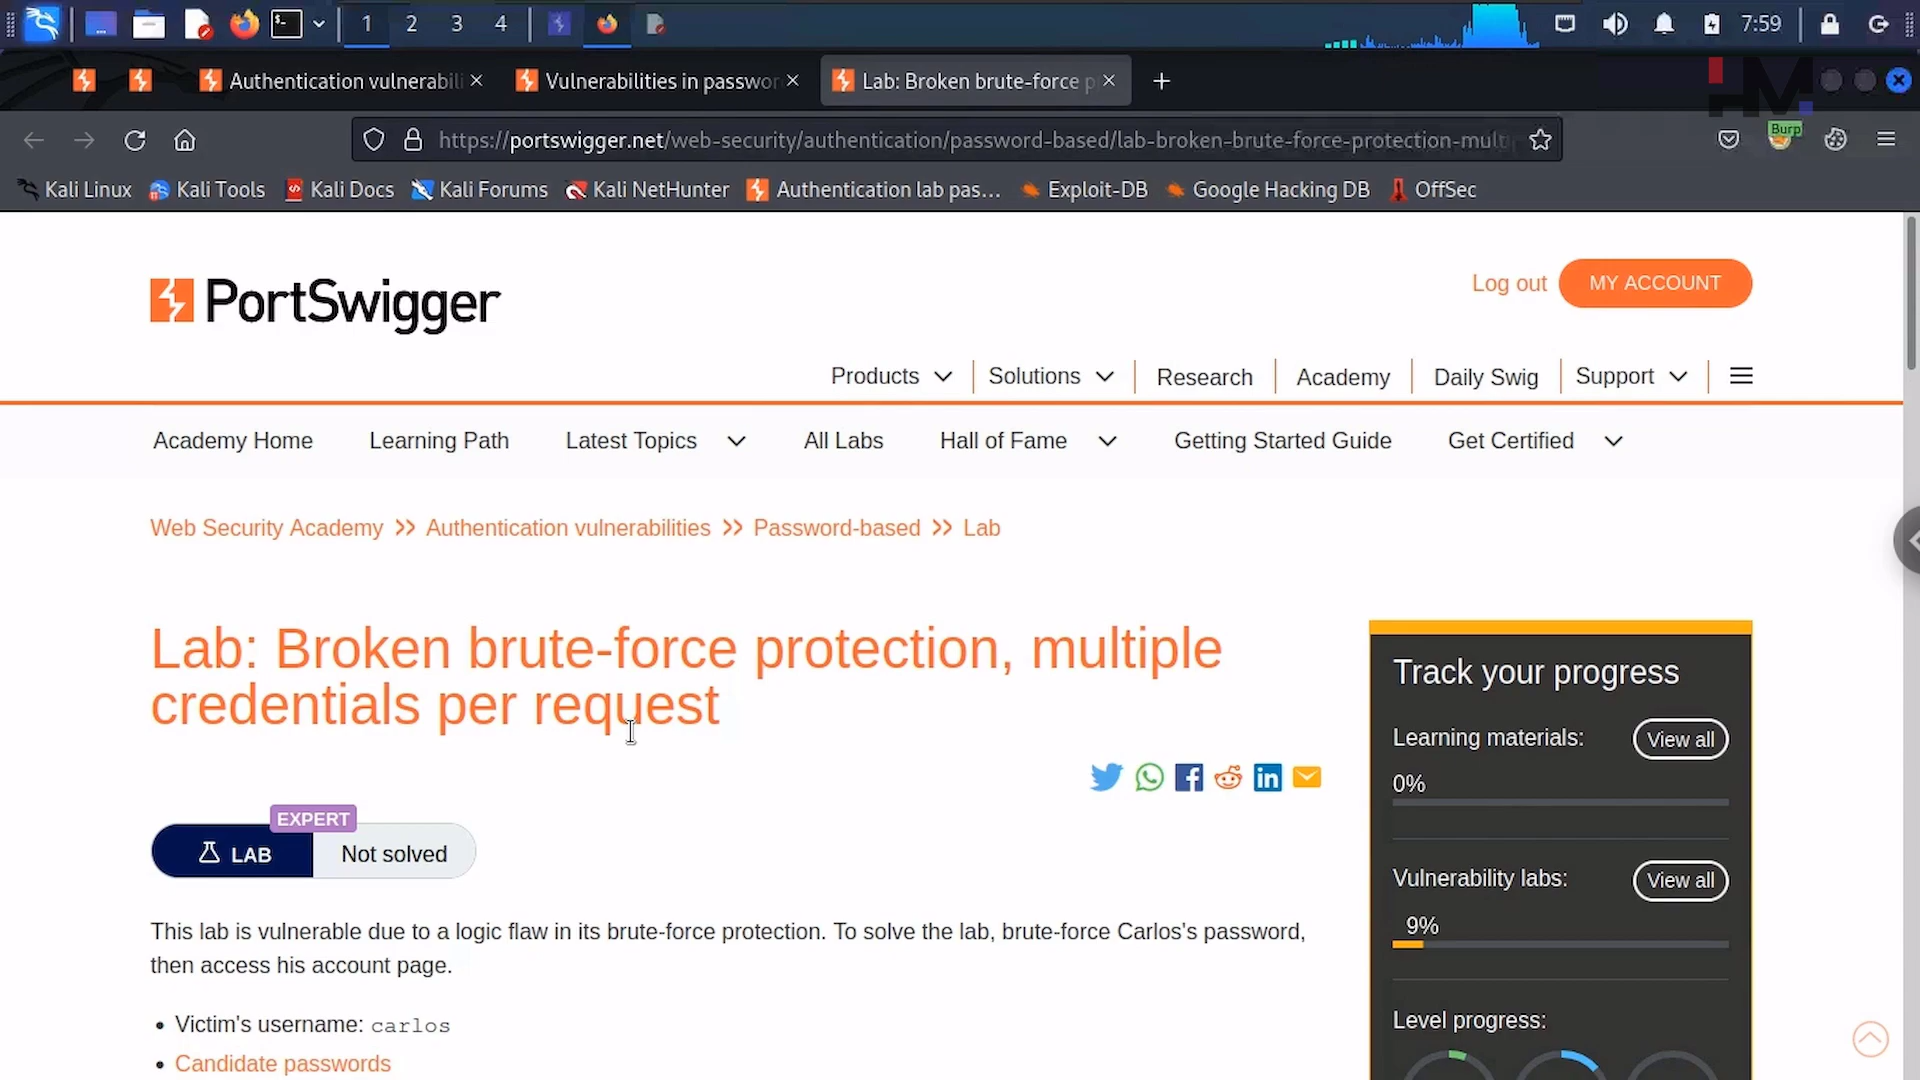 1 2 3 4 7:59
Authentication vulnerabili Vulnerabilities in passwor Lab: Broken brute-force p
HM
https://portswigger.net/web-security/authentication/password-based/lab-broken-brute-force-protection-mult
Burp
Kali Linux Kali Tools Kali Docs Kali Forums Kali NetHunter Authentication lab pas... Exploit-DB Google Hacking DB OffSec
PortSwigger
Log out MY ACCOUNT
Products Solutions Research Academy Daily Swig Support
Academy Home Learning Path Latest Topics All Labs Hall of Fame Getting Started Guide Get Certified
Web Security Academy >> Authentication vulnerabilities >> Password-based >> Lab
Lab: Broken brute-force protection, multiple
credentials per request
EXPERT
LAB Not solved
This lab is vulnerable due to a logic flaw in its brute-force protection. To solve the lab, brute-force Carlos's password,
then access his account page.
• Victim's username: carlos
• Candidate passwords
Track your progress
Learning materials: View all
0%
Vulnerability labs: View all
9%
Level progress: